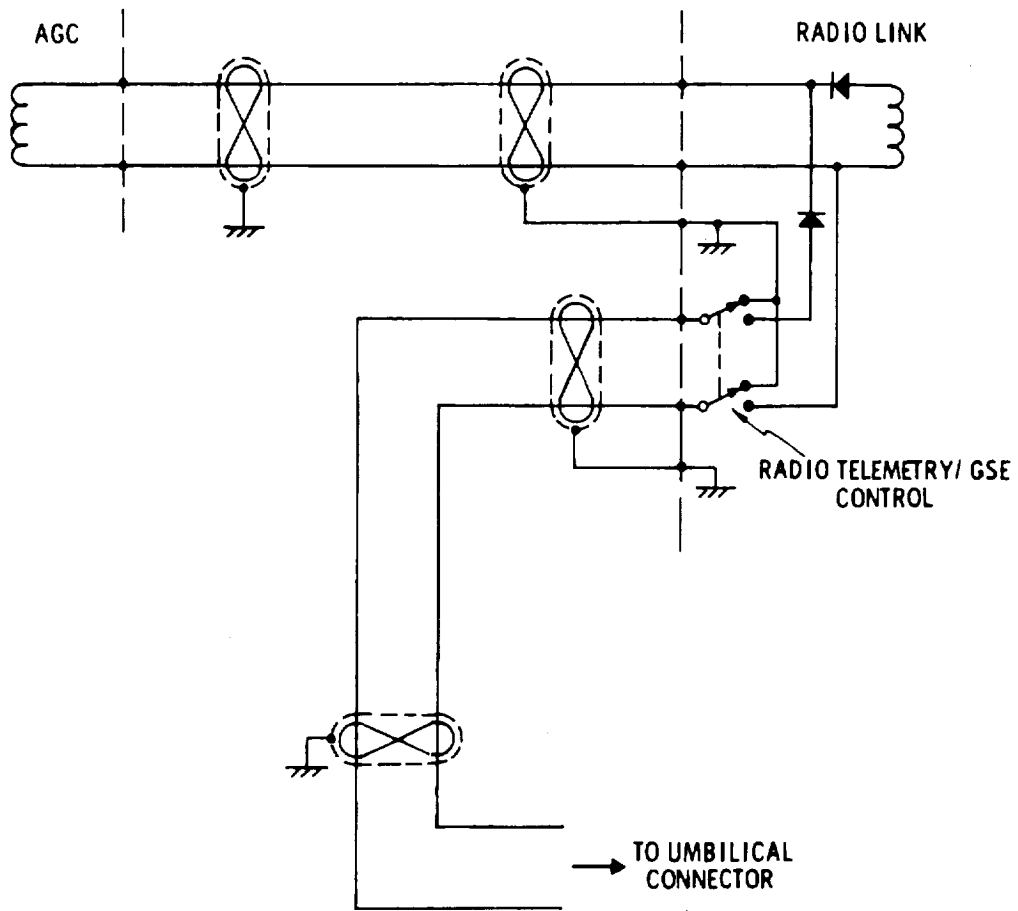 AGC
RADIO LINK
RADIO TELEMETRY/ GSE
CONTROL
TO UMBILICAL
CONNECTOR